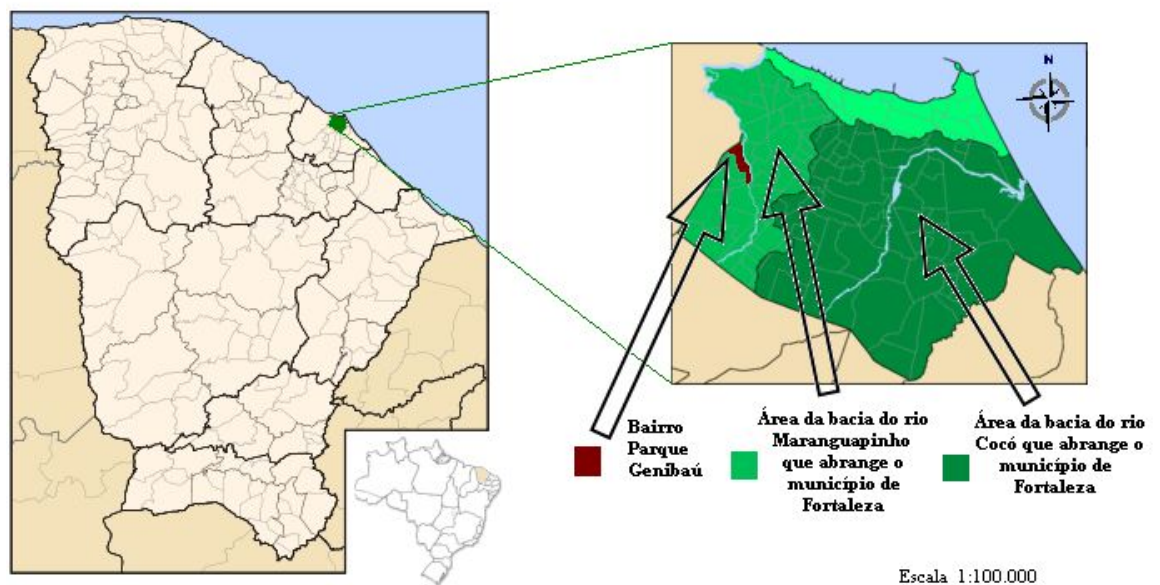 N
Bairro
Parque
Genibaú
Área da bacia do rio
Maranguapinho
que abrange o
município de
Fortaleza
Área da bacia do rio
Cocó que abrange o
município de
Fortaleza
Escala 1:100.000